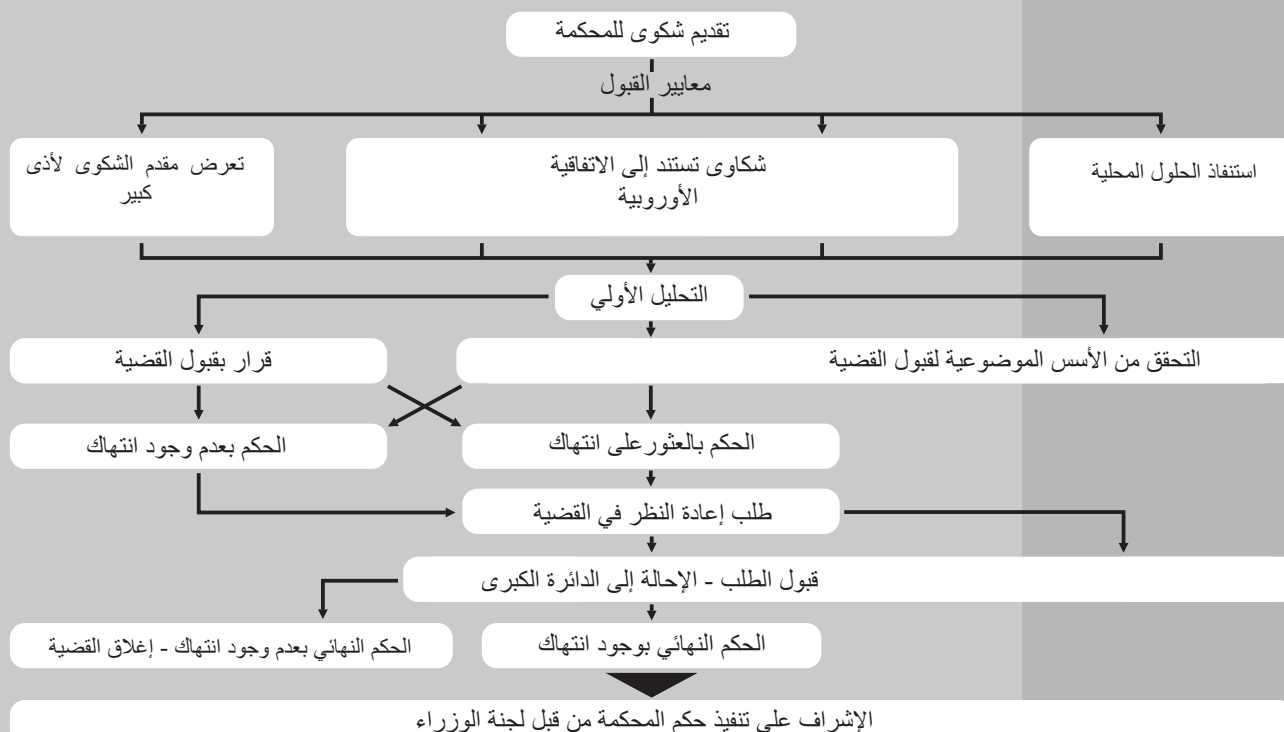 تقديم شكوى للمحكمة
معايير القبول
استنفاذ الحلول المحلية
شكاوى تستند إلى الاتفاقية
الأوروبية
تعرض مقدم الشكوى لأذى
كبير
التحليل الأولي
التحقق من الأسس الموضوعية لقبول القضية
قرار بقبول القضية
الحكم بالعثورعلى انتهاك
الحكم بعدم وجود انتهاك
طلب إعادة النظر في القضية
قبول الطلب - الإحالة إلى الدائرة الكبرى
الحكم النهائي بوجود انتهاك
الحكم النهائي بعدم وجود انتهاك - إغلاق القضية
الإشراف على تنفيذ حكم المحكمة من قبل لجنة الوزراء